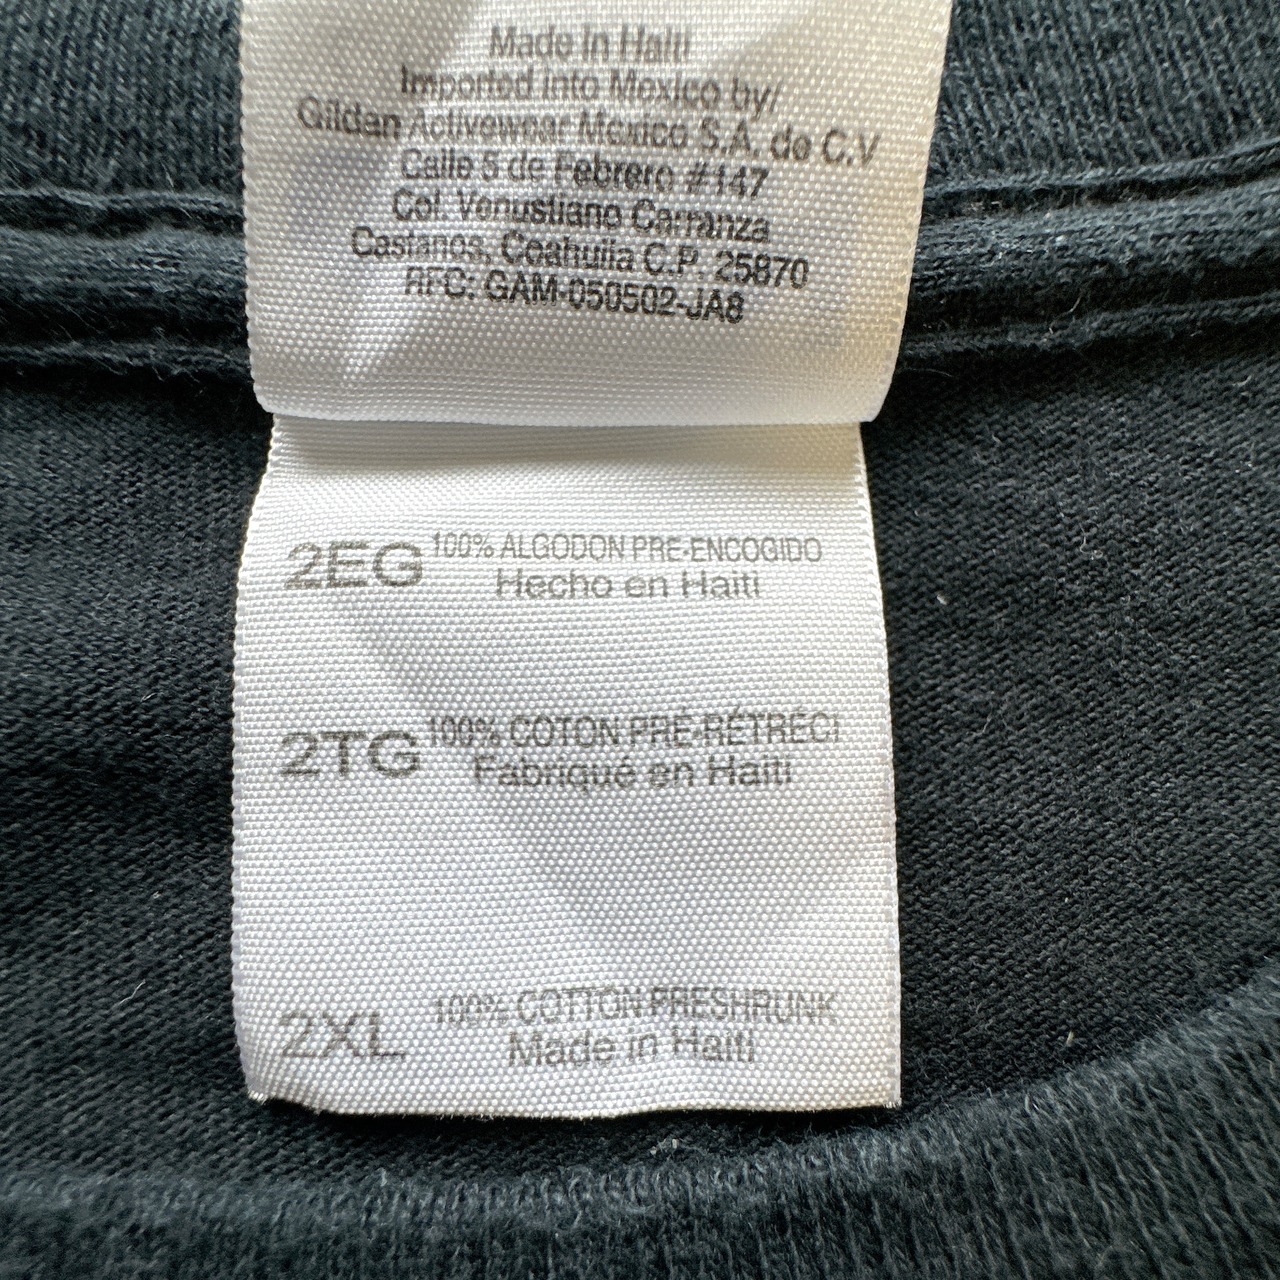 Made in Haiti
Imported into Mexico by/
Gildan Activewear Mexico S.A. de C.V
Calle 5 de Febrero #147
Col. Venustiano Carranza
Castanos, Coahuila C.P. 25870
RFC: GAM-050502-JA8
2EG 100% ALGODON PRE-ENCOGIDO
Hecho en Haiti
2TG 100% COTON PRÉ-RÉTRÉCI
Fabriqué en Haiti
2XL 100% COTTON PRESHRUNK
Made in Haiti